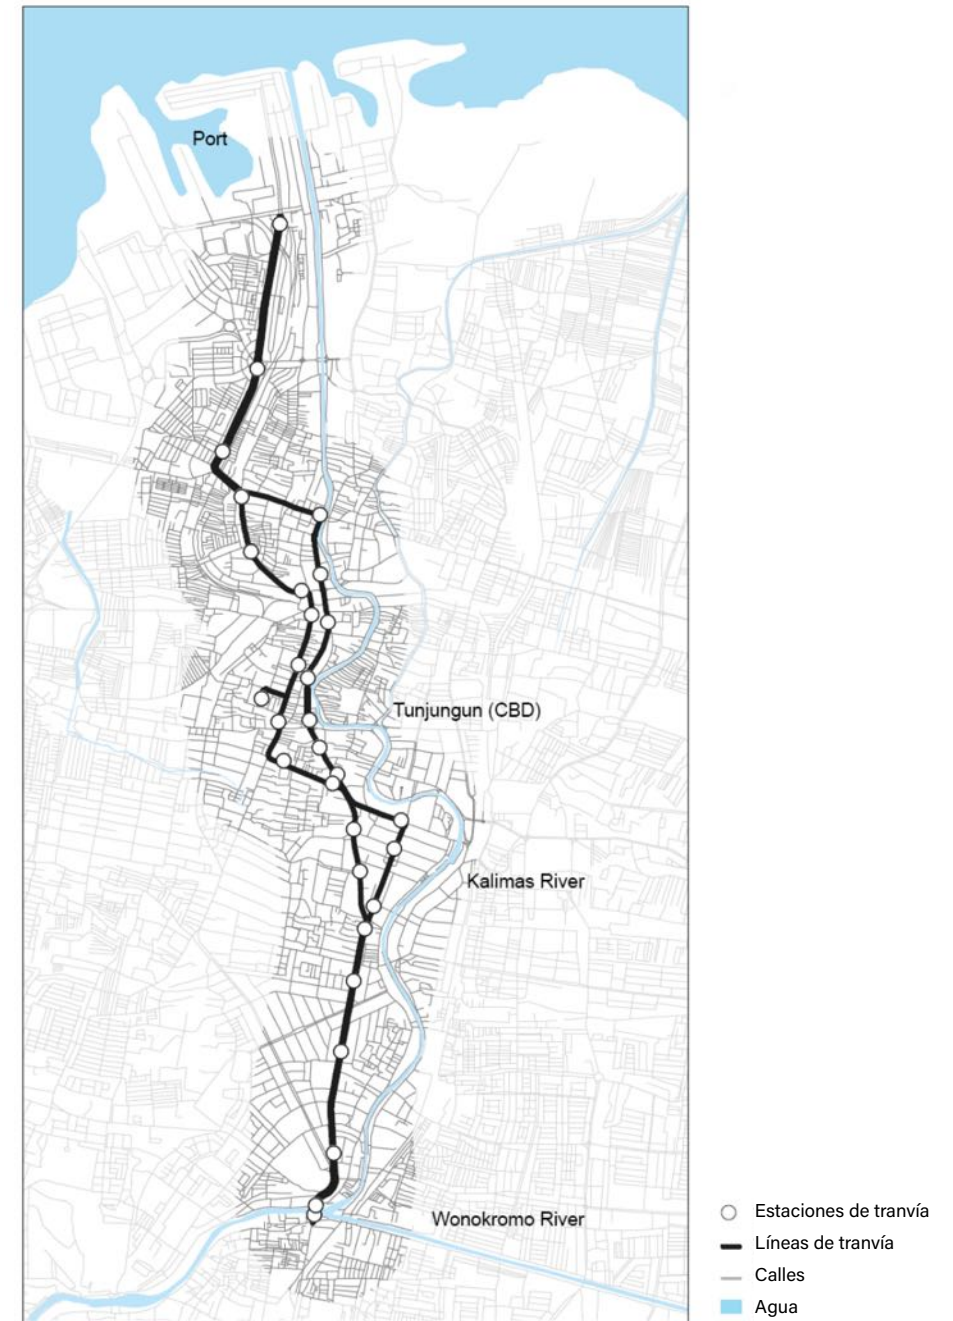 Port
Tunjungun (CBD)
Kalimas River
Wonokromo River
Estaciones de tranvía
Líneas de tranvía
Calles
Agua